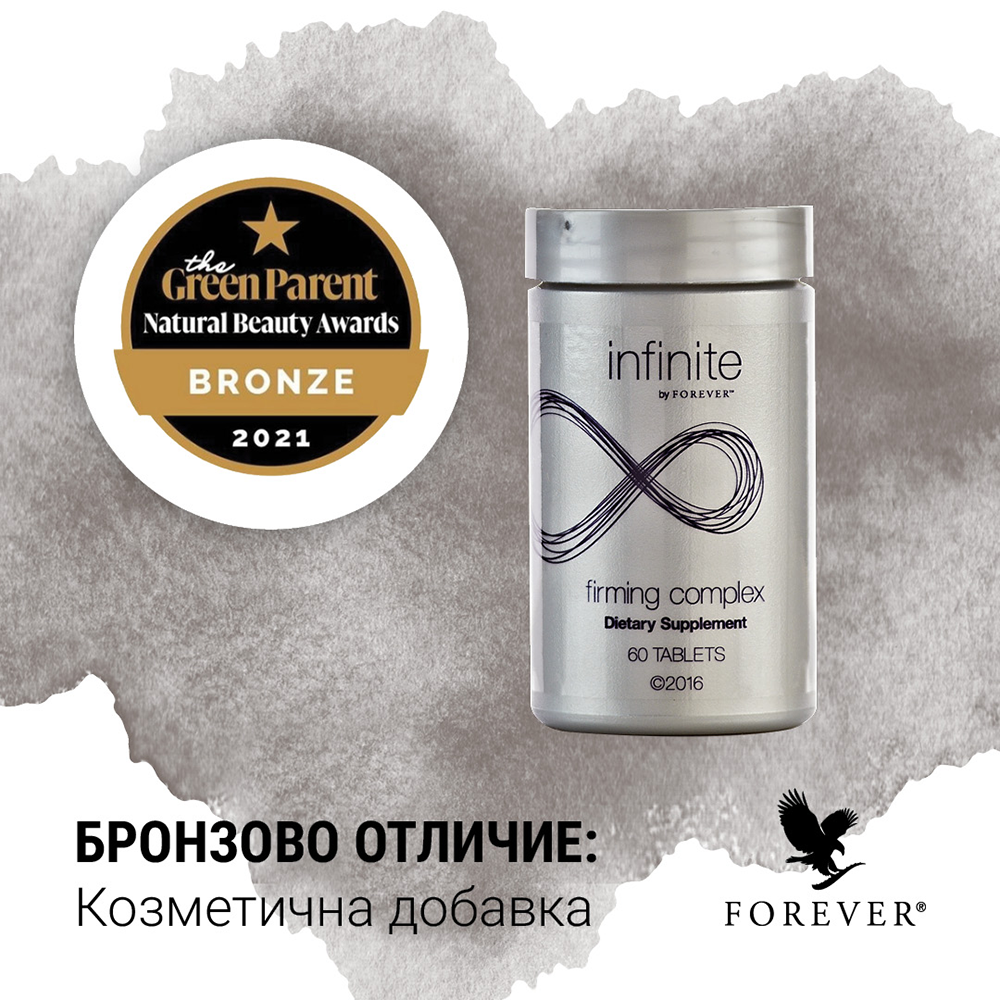 the
Green Parent
Natural Beauty Awards
BRONZE
2021
infinite
by FOREVER™
firming complex
Dietary Supplement
60 TABLETS
©2016
БРОНЗОВО ОТЛИЧИЕ:
Козметична добавка
FOREVER®